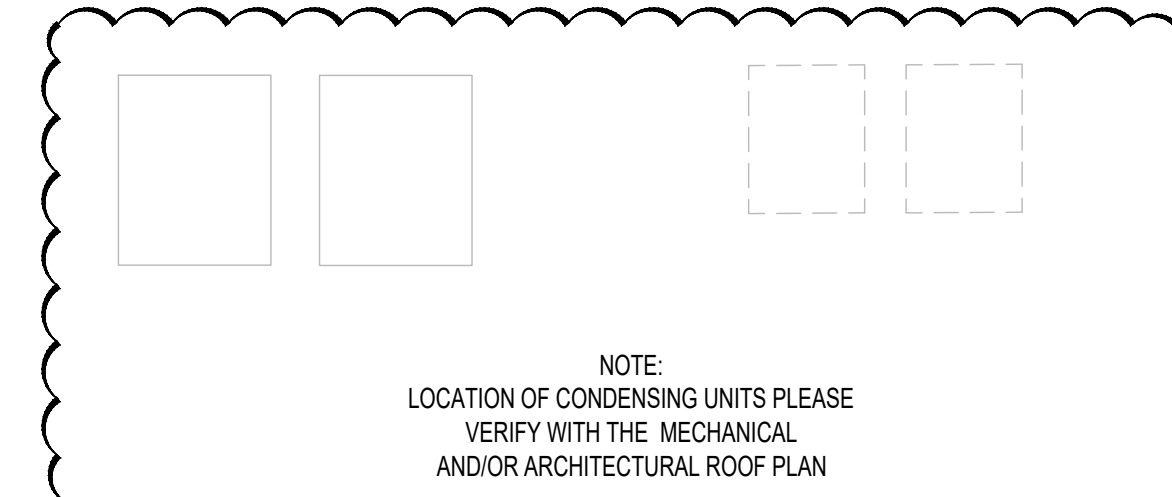 NOTE:
LOCATION OF CONDENSING UNITS PLEASE
VERIFY WITH THE MECHANICAL
AND/OR ARCHITECTURAL ROOF PLAN